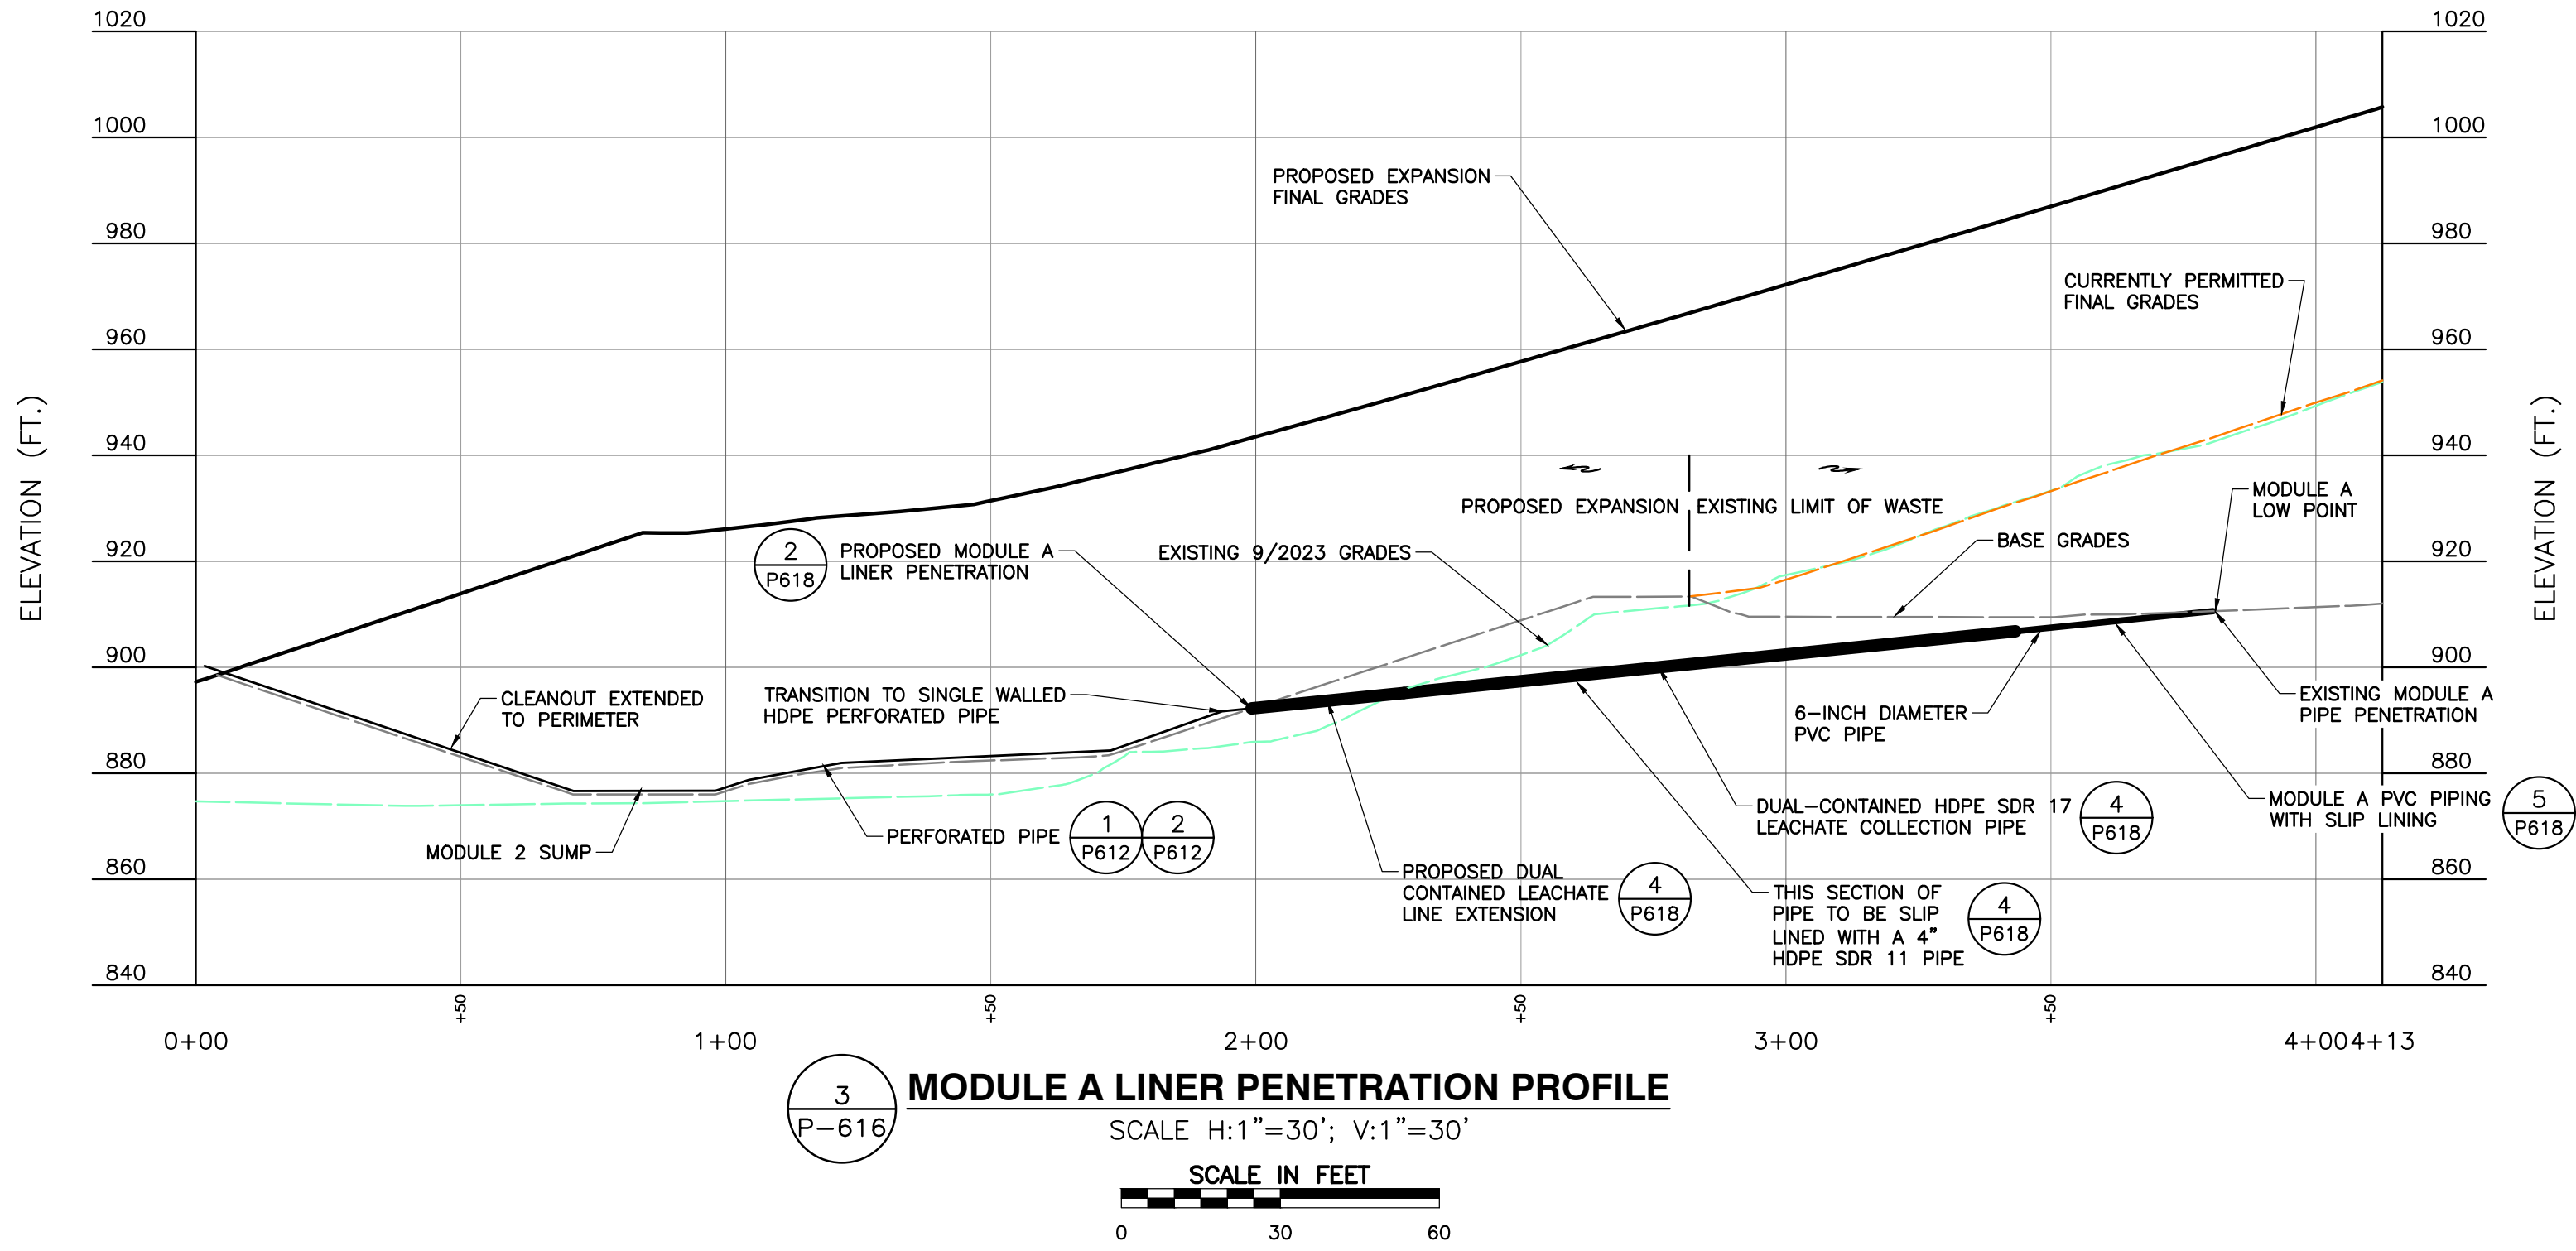 1020
1000
980
960
940
920
900
880
860
840
ELEVATION (FT.)
1020
1000
980
960
940
920
900
880
860
840
ELEVATION (FT.)
PROPOSED EXPANSION
FINAL GRADES
CURRENTLY PERMITTED
FINAL GRADES
PROPOSED EXPANSION
EXISTING LIMIT OF WASTE
MODULE A
LOW POINT
2
P618
PROPOSED MODULE A
LINER PENETRATION
EXISTING 9/2023 GRADES
BASE GRADES
CLEANOUT EXTENDED
TO PERIMETER
TRANSITION TO SINGLE WALLED
HDPE PERFORATED PIPE
6-INCH DIAMETER
PVC PIPE
EXISTING MODULE A
PIPE PENETRATION
MODULE 2 SUMP
PERFORATED PIPE
1
P612
2
P612
DUAL-CONTAINED HDPE SDR 17
LEACHATE COLLECTION PIPE
4
P618
MODULE A PVC PIPING
WITH SLIP LINING
5
P618
PROPOSED DUAL
CONTAINED LEACHATE
LINE EXTENSION
4
P618
THIS SECTION OF
PIPE TO BE SLIP
LINED WITH A 4"
HDPE SDR 11 PIPE
4
P618
+50
+50
+50
+50
0+00
1+00
2+00
3+00
4+00
4+13
3
P-616
MODULE A LINER PENETRATION PROFILE
SCALE H:1"=30'; V:1"=30'
SCALE IN FEET
0
30
60